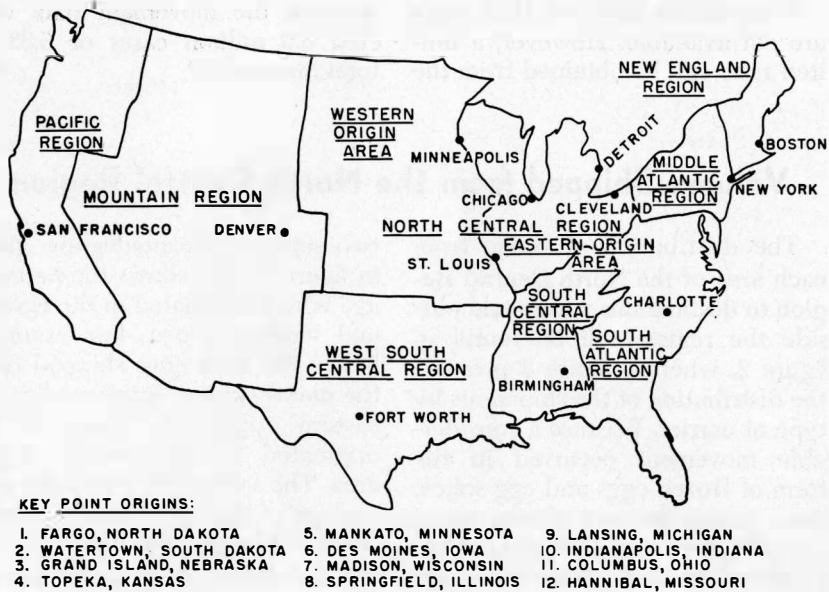 NEW ENGLAND
REGION
PACIFIC
REGION
WESTERN
ORIGIN
AREA
DETROIT
BOSTON
MINNEAPOLIS
MIDDLE
ATLANTIC
REGION
CHICAGO
NEW YORK
CLEVELAND
MOUNTAIN REGION
NORTH CENTRAL REGION
SAN FRANCISCO
DENVER
EASTERN-ORIGIN
AREA
ST. LOUIS
SOUTH
CENTRAL
REGION
CHARLOTTE
WEST SOUTH
CENTRAL REGION
SOUTH
ATLANTIC
REGION
BIRMINGHAM
FORT WORTH
KEY POINT ORIGINS:
1. FARGO, NORTH DAKOTA
2. WATERTOWN, SOUTH DAKOTA
3. GRAND ISLAND, NEBRASKA
4. TOPEKA, KANSAS
5. MANKATO, MINNESOTA
6. DES MOINES, IOWA
7. MADISON, WISCONSIN
8. SPRINGFIELD, ILLINOIS
9. LANSING, MICHIGAN
10. INDIANAPOLIS, INDIANA
11. COLUMBUS, OHIO
12. HANNIBAL, MISSOURI